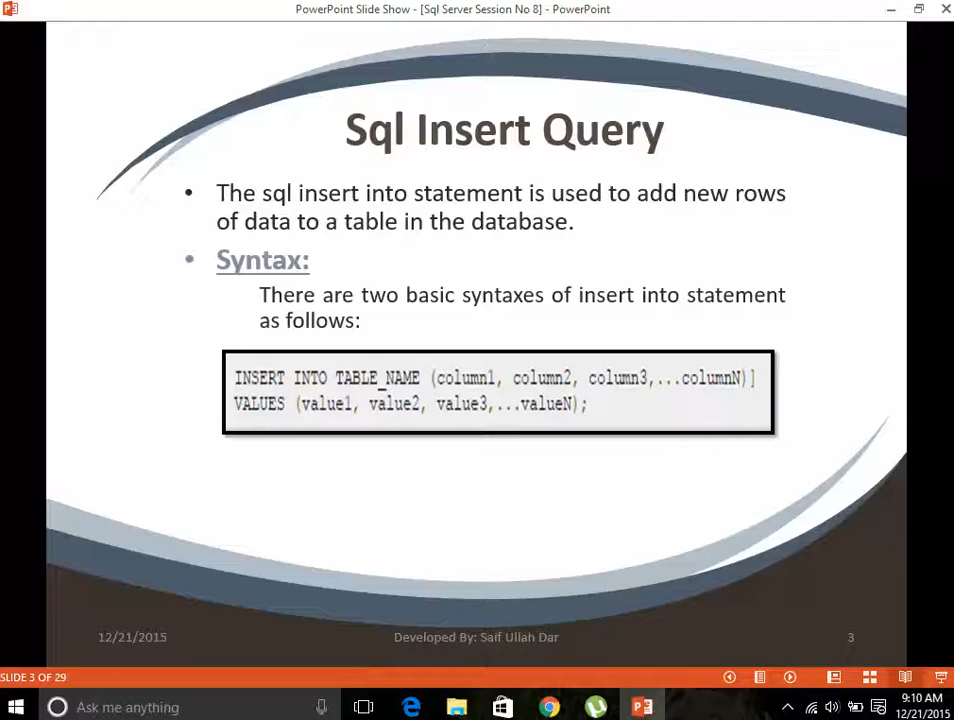 PowerPoint Slide Show - [Sql Server Session No 8] - PowerPoint
Sql Insert Query
• The sql insert into statement is used to add new rows
of data to a table in the database.
• Syntax:
There are two basic syntaxes of insert into statement
as follows:
INSERT INTO TABLE_NAME (column1, column2, column3,...columnN)]
VALUES (value1, value2, value3,...valueN);
12/21/2015 Developed By: Saif Ullah Dar 3
SLIDE 3 OF 29
Ask me anything
9:10 AM
12/21/2015